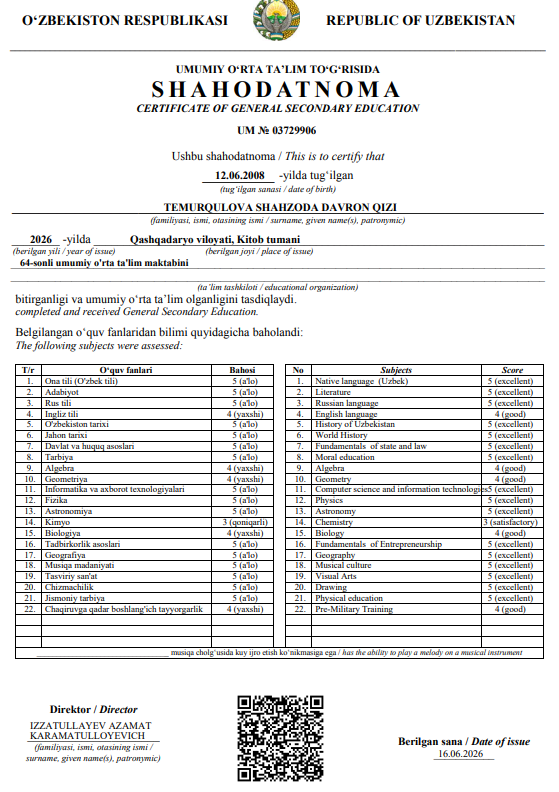 O‘ZBEKISTON RESPUBLIKASI REPUBLIC OF UZBEKISTAN
UMUMIY O‘RTA TA’LIM TO‘G‘RISIDA
SHAHODATNOMA
CERTIFICATE OF GENERAL SECONDARY EDUCATION
UM № 03729906
Ushbu shahodatnoma / This is to certify that
12.06.2008 -yilda tug‘ilgan
(tug‘ilgan sanasi / date of birth)
TEMURQULOVA SHAHZODA DAVRON QIZI
(familiyasi, ismi, otasining ismi / surname, given name(s), patronymic)
2026 -yilda Qashqadaryo viloyati, Kitob tumani
(berilgan yili / year of issue) (berilgan joyi / place of issue)
64-sonli umumiy o'rta ta'lim maktabini
(ta’lim tashkiloti / educational organization)
bitirganligi va umumiy o‘rta ta’lim olganligini tasdiqlaydi.
completed and received General Secondary Education.
Belgilangan o‘quv fanlaridan bilimi quyidagicha baholandi:
The following subjects were assessed:
T/r O‘quv fanlari Bahosi No Subjects Score
1. Ona tili (O'zbek tili) 5 (a'lo) 1. Native language (Uzbek) 5 (excellent)
2. Adabiyot 5 (a'lo) 2. Literature 5 (excellent)
3. Rus tili 5 (a'lo) 3. Russian language 5 (excellent)
4. Ingliz tili 4 (yaxshi) 4. English language 4 (good)
5. O'zbekiston tarixi 5 (a'lo) 5. History of Uzbekistan 5 (excellent)
6. Jahon tarixi 5 (a'lo) 6. World History 5 (excellent)
7. Davlat va huquq asoslari 5 (a'lo) 7. Fundamentals of state and law 5 (excellent)
8. Tarbiya 5 (a'lo) 8. Moral education 5 (excellent)
9. Algebra 4 (yaxshi) 9. Algebra 4 (good)
10. Geometriya 4 (yaxshi) 10. Geometry 4 (good)
11. Informatika va axborot texnologiyalari 5 (a'lo) 11. Computer science and information technologies 5 (excellent)
12. Fizika 5 (a'lo) 12. Physics 5 (excellent)
13. Astronomiya 5 (a'lo) 13. Astronomy 5 (excellent)
14. Kimyo 3 (qoniqarli) 14. Chemistry 3 (satisfactory)
15. Biologiya 4 (yaxshi) 15. Biology 4 (good)
16. Tadbirkorlik asoslari 5 (a'lo) 16. Fundamentals of Entrepreneurship 5 (excellent)
17. Geografiya 5 (a'lo) 17. Geography 5 (excellent)
18. Musiqa madaniyati 5 (a'lo) 18. Musical culture 5 (excellent)
19. Tasviriy san'at 5 (a'lo) 19. Visual Arts 5 (excellent)
20. Chizmachilik 5 (a'lo) 20. Drawing 5 (excellent)
21. Jismoniy tarbiya 5 (a'lo) 21. Physical education 5 (excellent)
22. Chaqiruvga qadar boshlang'ich tayyorgarlik 4 (yaxshi) 22. Pre-Military Training 4 (good)
musiqa cholg‘usida kuy ijro etish ko‘nikmasiga ega / has the ability to play a melody on a musical instrument
Direktor / Director
IZZATULLAYEV AZAMAT
KARAMATULLOYEVICH
(familiyasi, ismi, otasining ismi /
surname, given name(s), patronymic)
Berilgan sana / Date of issue
16.06.2026